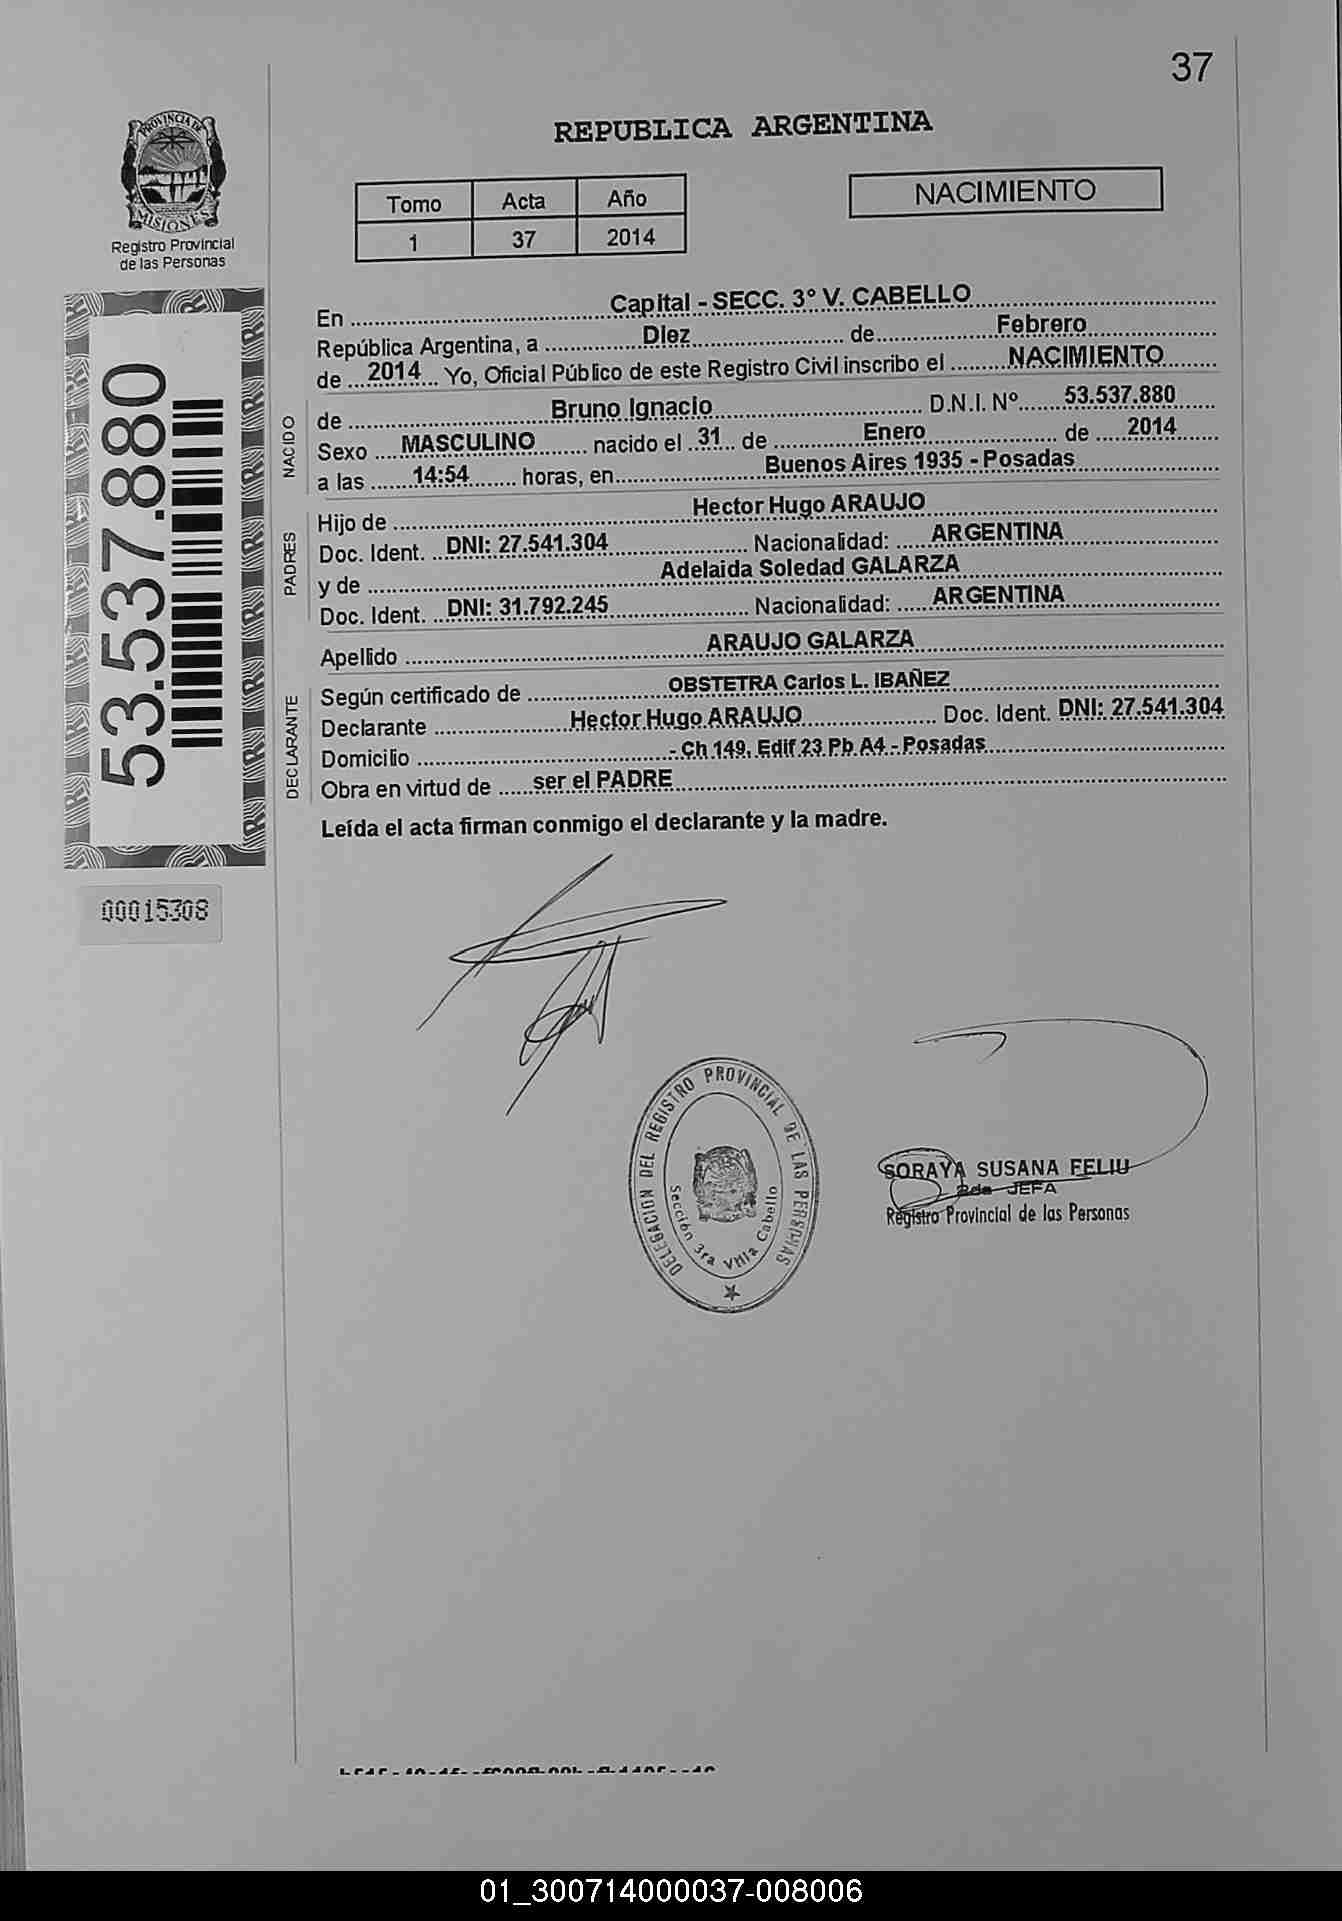 37
REPUBLICA ARGENTINA
PROVINCIA DE
MISIONES
Registro Provincial
de las Personas
Tomo Acta Año
1 37 2014
NACIMIENTO
En Capital - SECC. 3° V. CABELLO
República Argentina, a Diez de Febrero
de 2014 Yo, Oficial Público de este Registro Civil inscribo el NACIMIENTO
NACIDO
de Bruno Ignacio D.N.I. Nº 53.537.880
Sexo MASCULINO nacido el 31 de Enero de 2014
a las 14:54 horas, en Buenos Aires 1935 - Posadas
PADRES
Hijo de Hector Hugo ARAUJO
Doc. Ident. DNI: 27.541.304 Nacionalidad: ARGENTINA
y de Adelaida Soledad GALARZA
Doc. Ident. DNI: 31.792.245 Nacionalidad: ARGENTINA
Apellido ARAUJO GALARZA
DECLARANTE
Según certificado de OBSTETRA Carlos L. IBAÑEZ
Declarante Hector Hugo ARAUJO Doc. Ident. DNI: 27.541.304
Domicilio - Ch 149, Edif 23 Pb A4 - Posadas
Obra en virtud de ser el PADRE
Leída el acta firman conmigo el declarante y la madre.
53.537.880
00015308
DELEGACION DEL REGISTRO PROVINCIAL DE LAS PERSONAS
Sección 3ra Villa Cabello
SORAYA SUSANA FELIU
2da JEFA
Registro Provincial de las Personas
01_300714000037-008006